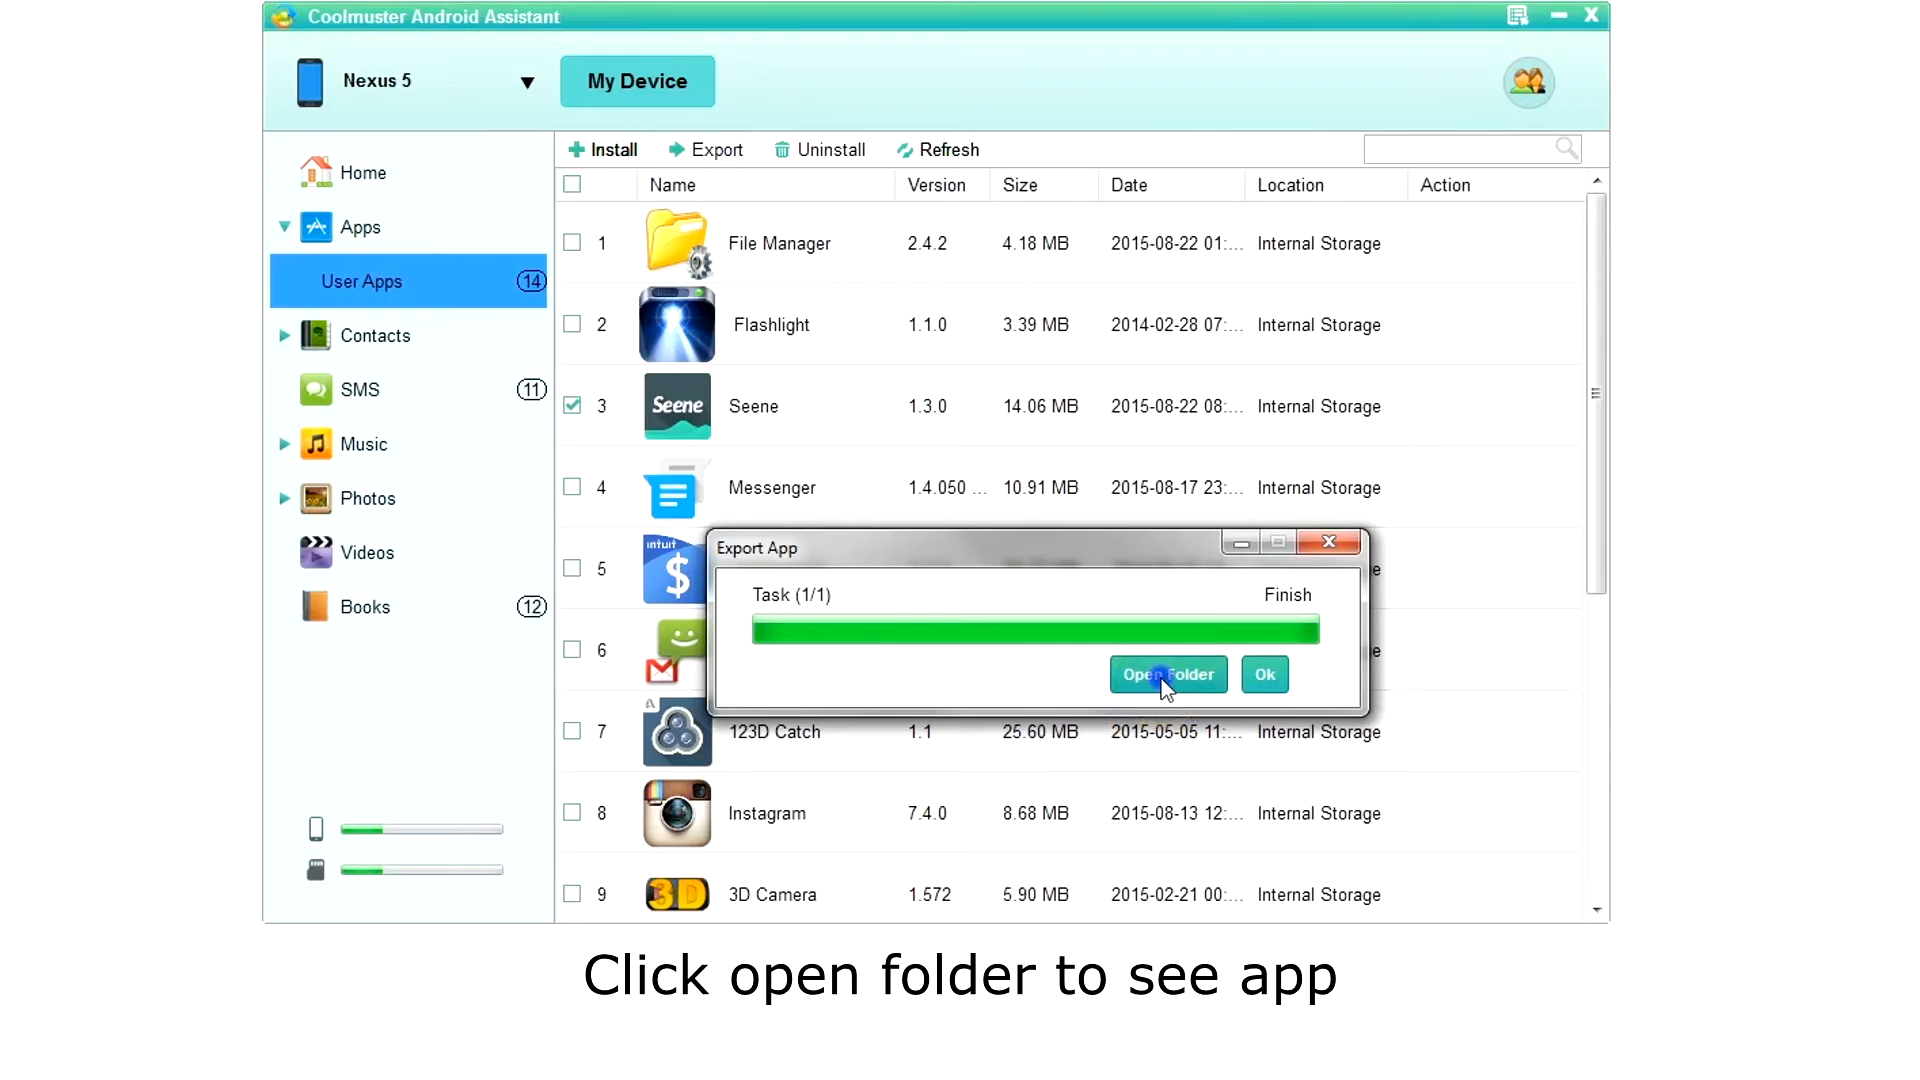 Coolmuster Android Assistant
Nexus 5
My Device
Install Export Uninstall Refresh
Home
Apps
User Apps 14
Contacts
SMS 11
Music
Photos
Videos
Books 12
Name Version Size Date Location Action
1 File Manager 2.4.2 4.18 MB 2015-08-22 01:... Internal Storage
2 Flashlight 1.1.0 3.39 MB 2014-02-28 07:... Internal Storage
3 Seene Seene 1.3.0 14.06 MB 2015-08-22 08:... Internal Storage
4 Messenger 1.4.050 ... 10.91 MB 2015-08-17 23:... Internal Storage
5 intuit $
6
Export App
Task (1/1) Finish
Open Folder Ok
7 A 123D Catch 1.1 25.60 MB 2015-05-05 11:... Internal Storage
8 Instagram 7.4.0 8.68 MB 2015-08-13 12:... Internal Storage
9 3D 3D Camera 1.572 5.90 MB 2015-02-21 00:... Internal Storage
Click open folder to see app